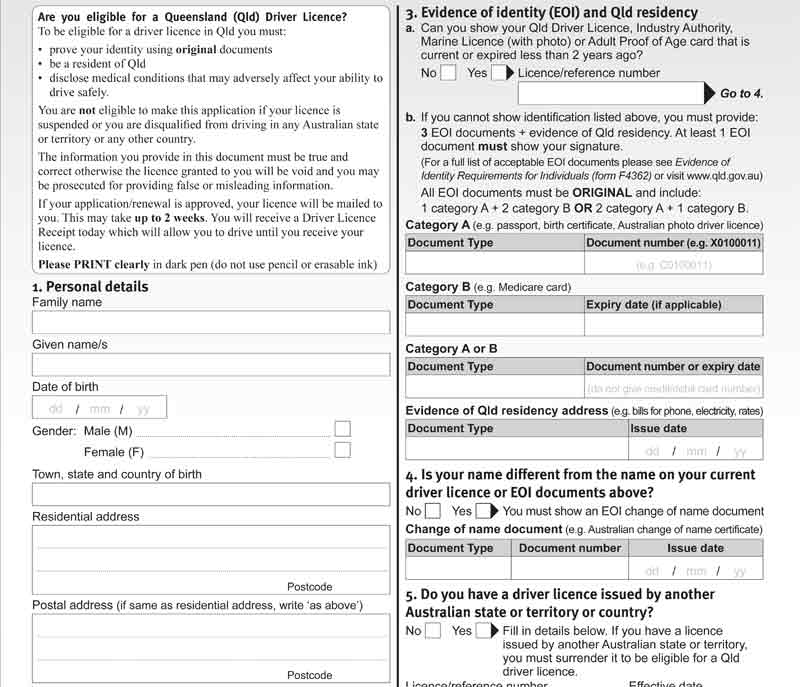 Are you eligible for a Queensland (Qld) Driver Licence?
To be eligible for a driver licence in Qld you must:
• prove your identity using original documents
• be a resident of Qld
• disclose medical conditions that may adversely affect your ability to
drive safely.
You are not eligible to make this application if your licence is
suspended or you are disqualified from driving in any Australian state
or territory or any other country.
The information you provide in this document must be true and
correct otherwise the licence granted to you will be void and you may
be prosecuted for providing false or misleading information.
If your application/renewal is approved, your licence will be mailed to
you. This may take up to 2 weeks. You will receive a Driver Licence
Receipt today which will allow you to drive until you receive your
licence.
Please PRINT clearly in dark pen (do not use pencil or erasable ink)
1. Personal details
Family name
Given name/s
Date of birth
dd / mm / yy
Gender: Male (M)
Female (F)
Town, state and country of birth
Residential address
Postcode
Postal address (if same as residential address, write ‘as above’)
Postcode
3. Evidence of identity (EOI) and Qld residency
a. Can you show your Qld Driver Licence, Industry Authority,
Marine Licence (with photo) or Adult Proof of Age card that is
current or expired less than 2 years ago?
No Yes Licence/reference number
Go to 4.
b. If you cannot show identification listed above, you must provide:
3 EOI documents + evidence of Qld residency. At least 1 EOI
document must show your signature.
(For a full list of acceptable EOI documents please see Evidence of
Identity Requirements for Individuals (form F4362) or visit www.qld.gov.au)
All EOI documents must be ORIGINAL and include:
1 category A + 2 category B OR 2 category A + 1 category B.
Category A (e.g. passport, birth certificate, Australian photo driver licence)
Document Type Document number (e.g. X0100011)
(e.g. C0100011)
Category B (e.g. Medicare card)
Document Type Expiry date (if applicable)
Category A or B
Document Type Document number or expiry date
(do not give credit/debit card number)
Evidence of Qld residency address (e.g. bills for phone, electricity, rates)
Document Type Issue date
dd / mm / yy
4. Is your name different from the name on your current
driver licence or EOI documents above?
No Yes You must show an EOI change of name document
Change of name document (e.g. Australian change of name certificate)
Document Type Document number Issue date
dd / mm / yy
5. Do you have a driver licence issued by another
Australian state or territory or country?
No Yes Fill in details below. If you have a licence
issued by another Australian state or territory,
you must surrender it to be eligible for a Qld
driver licence.
Licence/reference number Effective date